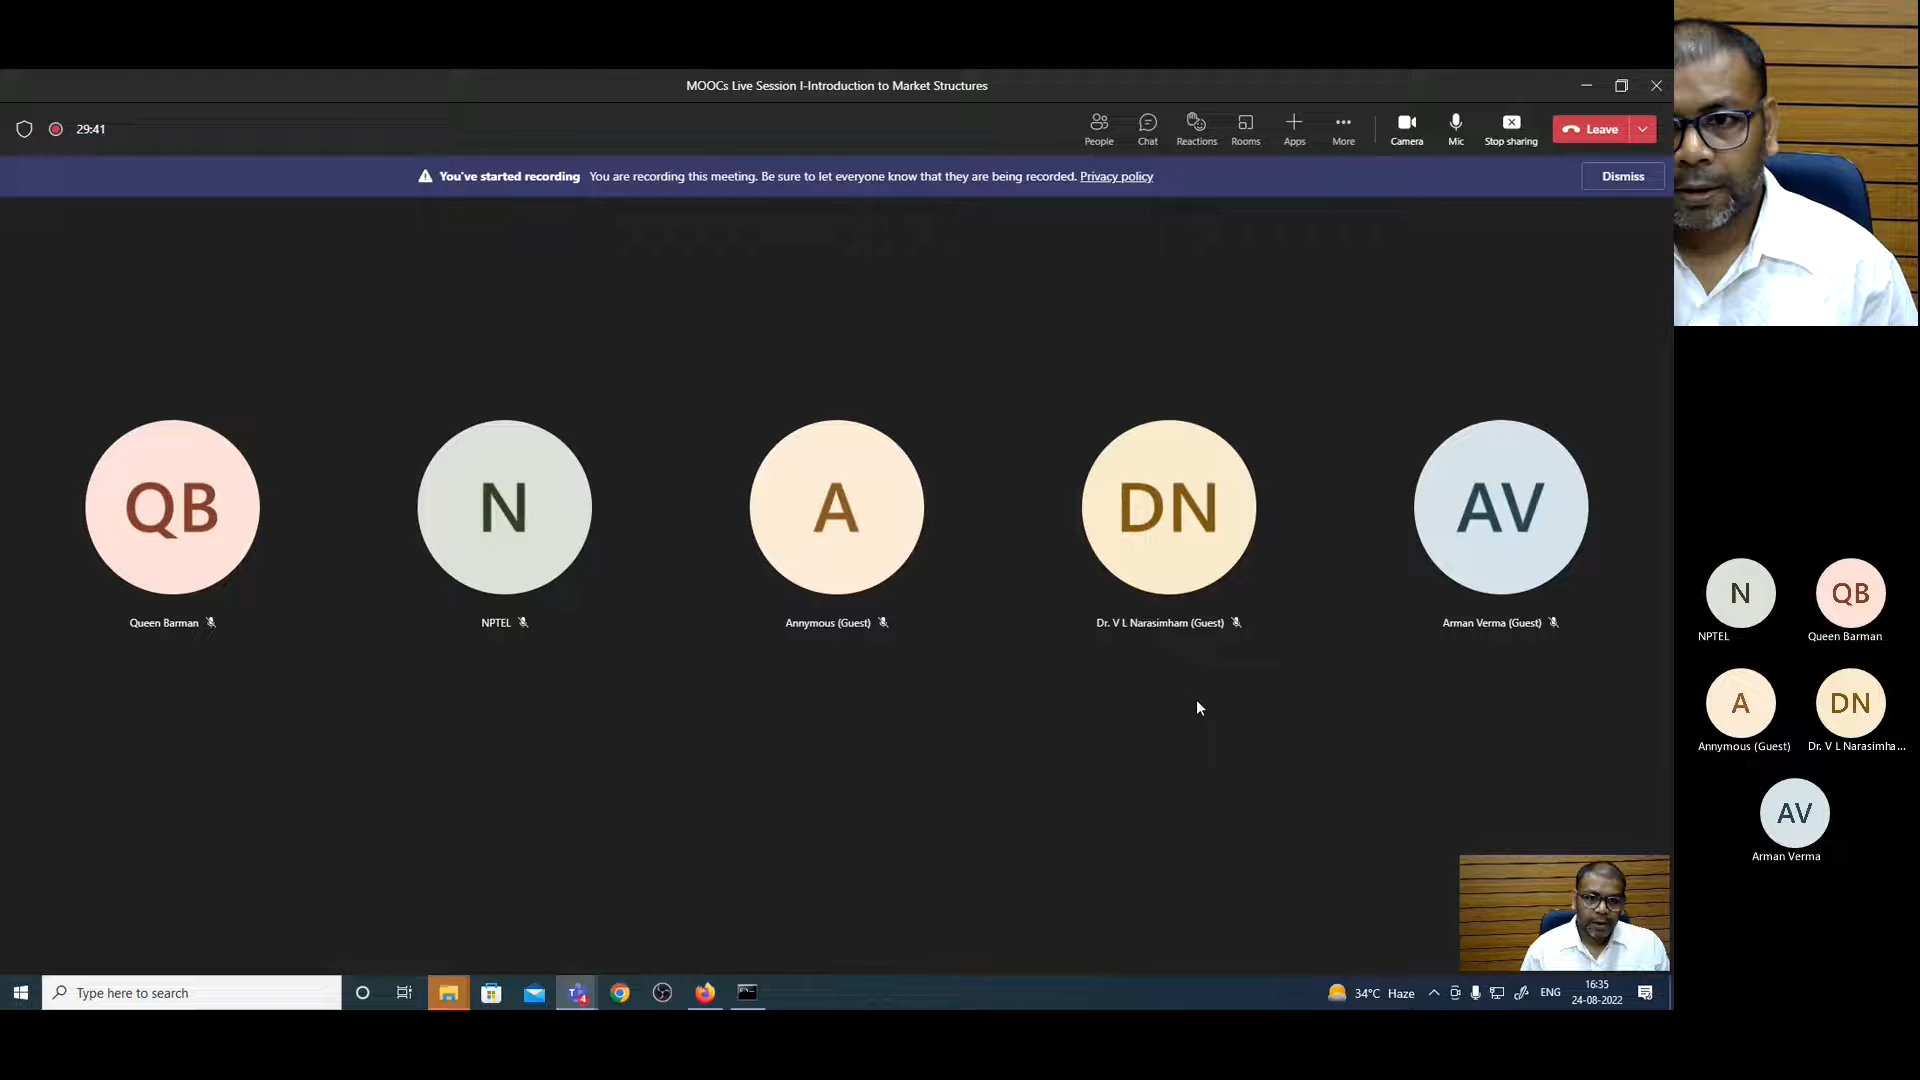 MOOCs Live Session I-Introduction to Market Structures
29:41
People Chat Reactions Rooms Apps More Camera Mic Stop sharing Leave
You've started recording You are recording this meeting. Be sure to let everyone know that they are being recorded. Privacy policy Dismiss
QB N A DN AV
Queen Barman NPTEL Annymous (Guest) Dr. V L Narasimham (Guest) Arman Verma (Guest)
N QB
NPTEL Queen Barman
A DN
Annymous (Guest) Dr. V L Narasimha...
AV
Arman Verma
Type here to search
4
34°C Haze ENG
16:35
24-08-2022